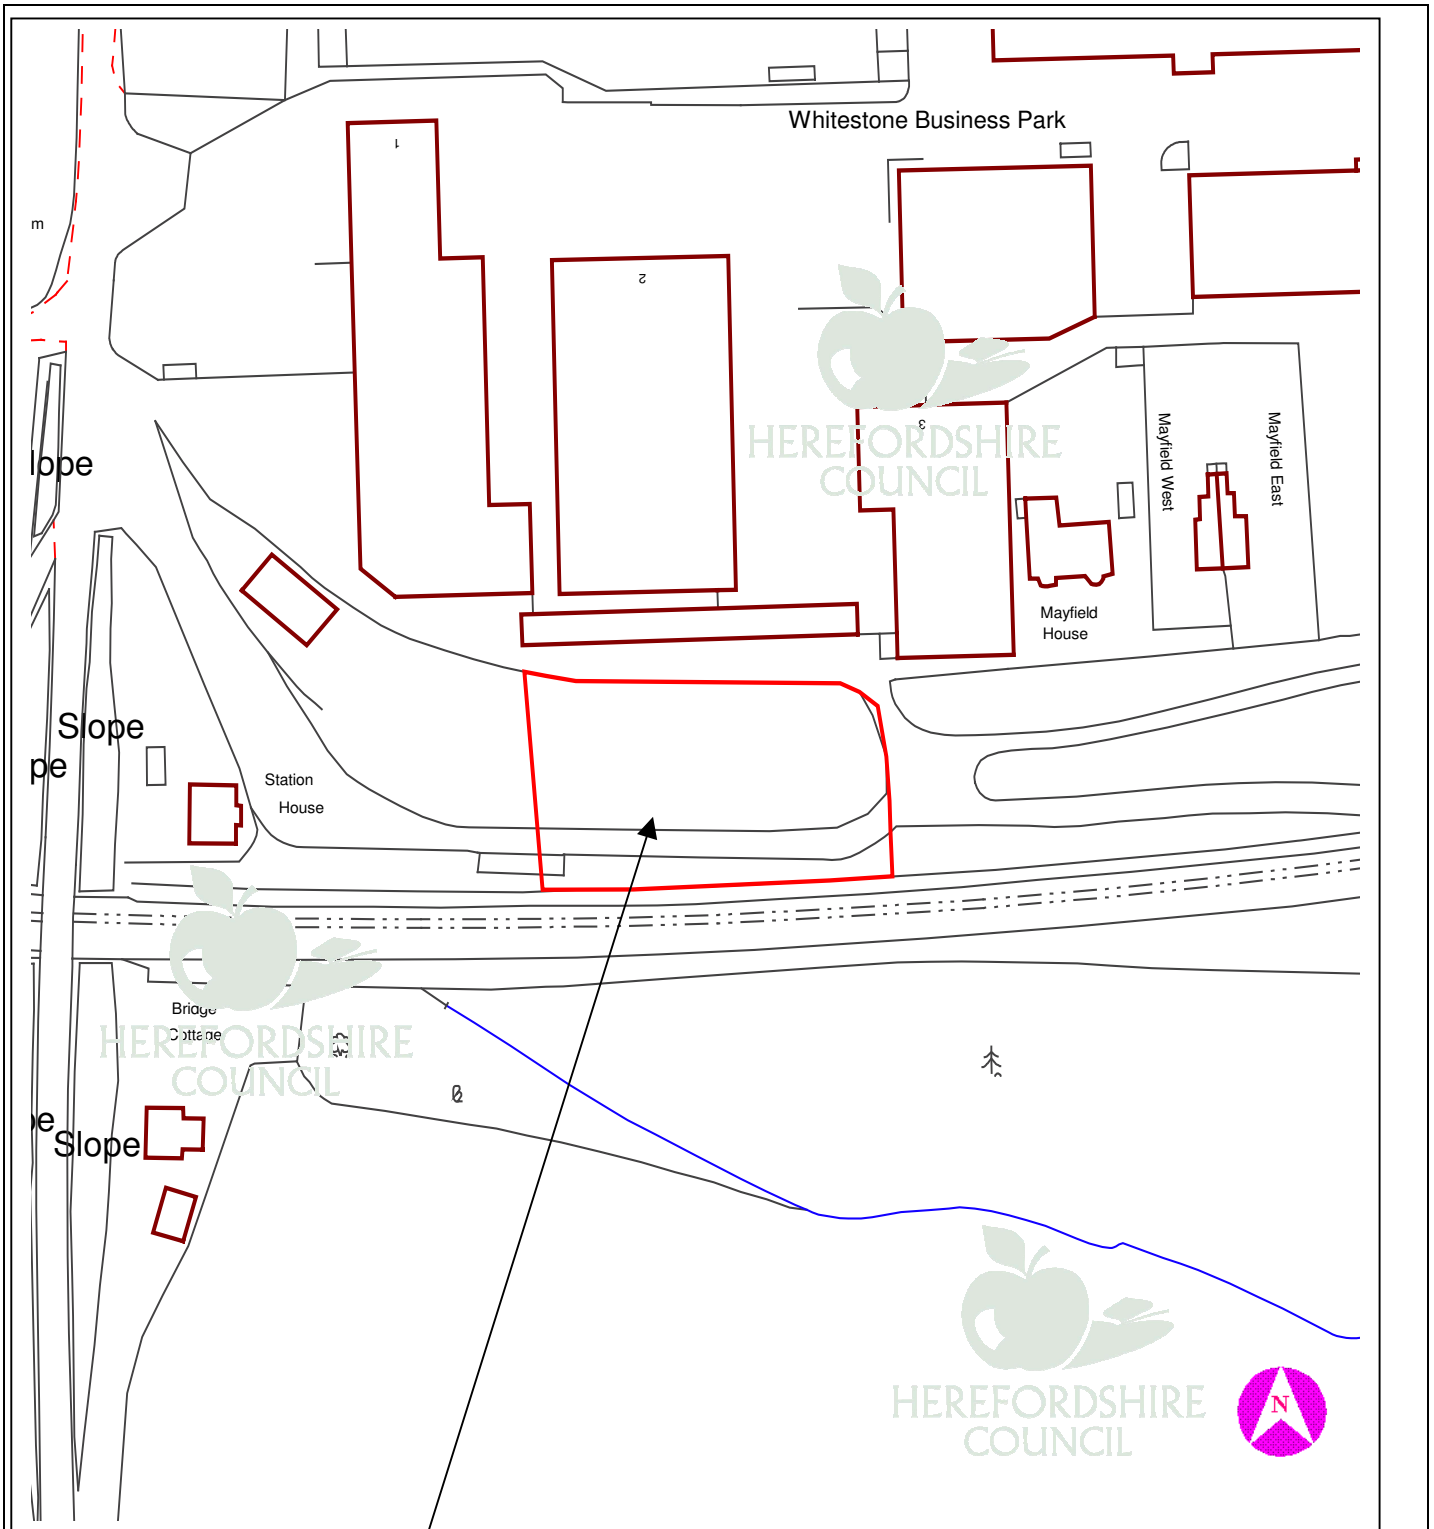 Whitestone Business Park
1
m
2
HEREFORDSHIRE
COUNCIL
3
Mayfield West
Mayfield East
lope
Mayfield
House
Slope
pe
Station
House
Bridge
Cottage
HEREFORDSHIRE
COUNCIL
pe
Slope
HEREFORDSHIRE
COUNCIL
N